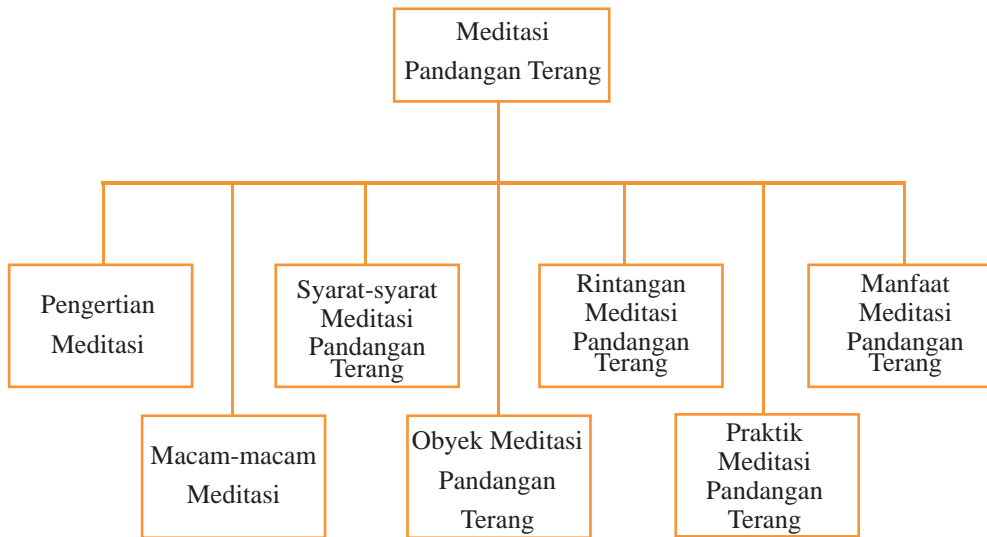 Meditasi
Pandangan Terang
Pengertian
Meditasi
Macam-macam
Meditasi
Syarat-syarat
Meditasi
Pandangan
Terang
Obyek Meditasi
Pandangan
Terang
Rintangan
Meditasi
Pandangan
Terang
Praktik
Meditasi
Pandangan
Terang
Manfaat
Meditasi
Pandangan
Terang